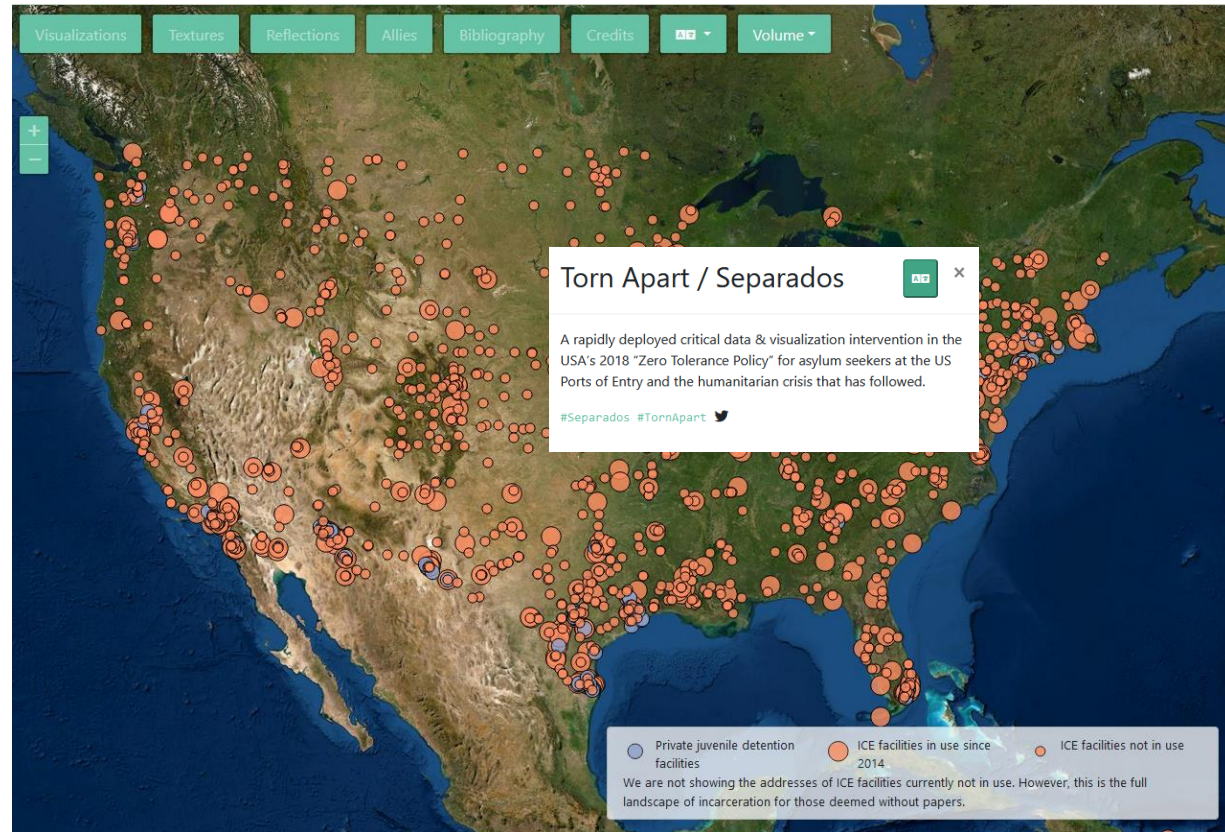 Visualizations Textures Reflections Allies Bibliography Credits Volume
+
−
Torn Apart / Separados
×
A rapidly deployed critical data & visualization intervention in the
USA's 2018 "Zero Tolerance Policy" for asylum seekers at the US
Ports of Entry and the humanitarian crisis that has followed.
#Separados #TornApart
Private juvenile detention
facilities
ICE facilities in use since
2014
ICE facilities not in use
We are not showing the addresses of ICE facilities currently not in use. However, this is the full
landscape of incarceration for those deemed without papers.